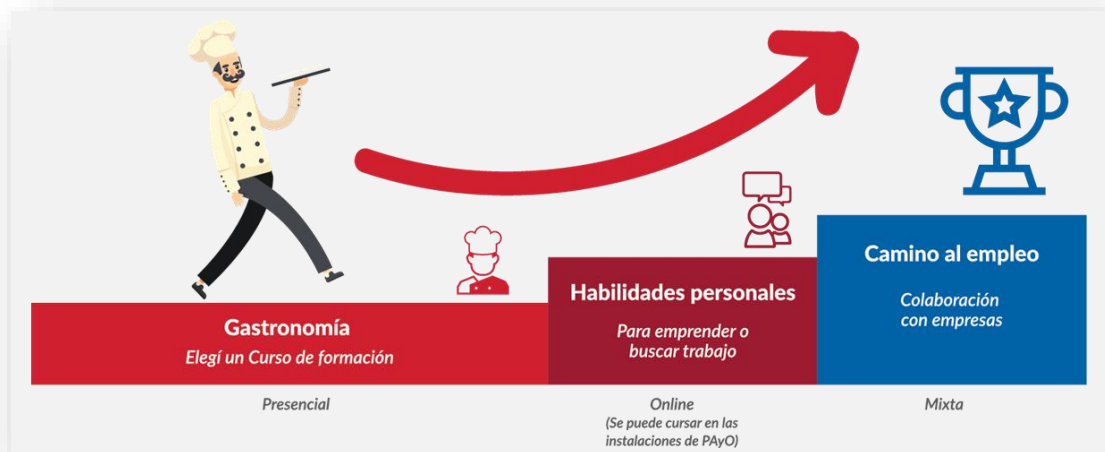 Gastronomía
Elegí un Curso de formación
Presencial
Habilidades personales
Para emprender o
buscar trabajo
Online
(Se puede cursar en las
instalaciones de PAyO)
Camino al empleo
Colaboración
con empresas
Mixta